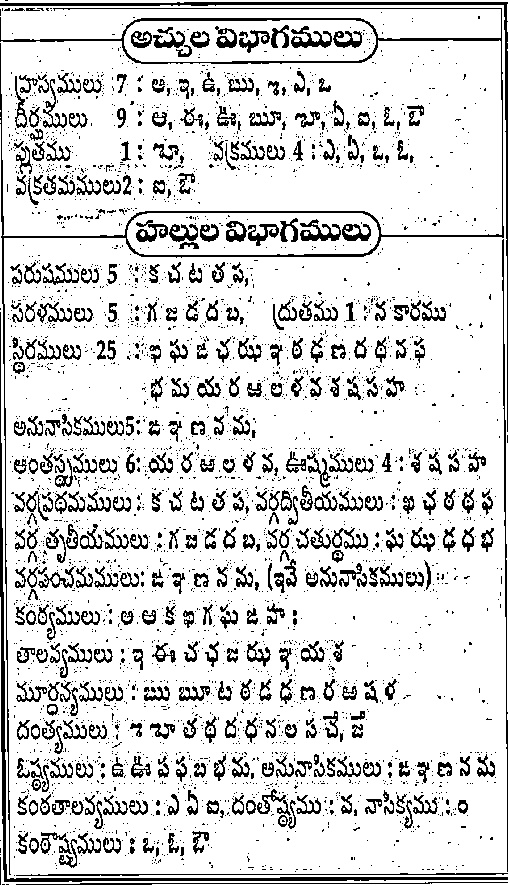 అచ్చుల విభాగములు
హ్రస్వములు 7 : అ, ఇ, ఉ, ఋ, ఌ, ఎ, ఒ
దీర్ఘములు 9 : ఆ, ఈ, ఊ, ౠ, ౡ, ఏ, ఐ, ఓ, ఔ
ప్లుతము 1 : ౡ, వక్రములు 4 : ఎ, ఏ, ఒ, ఓ,
వక్రతమములు2 : ఐ, ఔ
హల్లుల విభాగములు
పరుషములు 5 : క చ ట త ప,
సరళములు 5 : గ జ డ ద బ, ద్రుతము 1 : న కారము
స్థిరములు 25 : ఖ ఘ ఙ ఛ ఝ ఞ ఠ ఢ ణ ద థ న ఫ
భ మ య ర ఱ ల ళ వ శ ష స హ
అనునాసికములు5: ఙ ఞ ణ న మ,
ఆంతస్థ్యములు 6: య ర ఱ ల ళ వ, ఊష్మములు 4 : శ ష స హ
వర్గప్రథమములు : క చ ట త ప, వర్గద్వితీయములు : ఖ ఛ ఠ థ ఫ
వర్గ తృతీయములు : గ జ డ ద బ, వర్గ చతుర్థము : ఘ ఝ ఢ ధ భ
వర్గపంచమములు: ఙ ఞ ణ న మ, (ఇవే అనునాసికములు)
కంఠ్యములు : అ ఆ క ఖ గ ఘ ఙ హ :
తాలవ్యములు : ఇ ఈ చ ఛ జ ఝ ఞ య శ
మూర్ధన్యములు : ఋ ౠ ట ఠ డ ఢ ణ ర ఱ ష ళ
దంత్యములు : ఌ ౡ త థ ద ధ న ల స చే, జే
ఓష్ఠ్యములు : ఉ ఊ ప ఫ బ భ మ, అనునాసికములు : ఙ ఞ ణ న మ
కంఠతాలవ్యములు : ఎ ఏ ఐ, దంతోష్ఠ్యము : వ, నాసిక్యము : ం
కంఠౌష్ఠ్యములు : ఒ, ఓ, ఔ